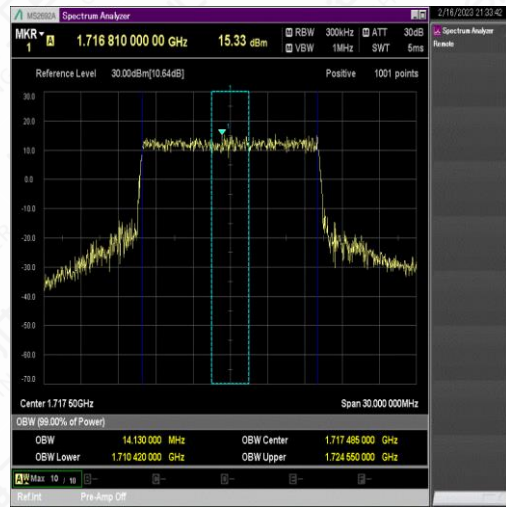 MS2692A Spectrum Analyzer
2/16/2023 21:33:42
MKR 1 A 1.716 810 000 00 GHz 15.33 dBm
M RBW 300kHz M ATT 30dB
M VBW 1MHz SWT 5ms
Spectrum Analyzer
Remote
Reference Level 30.00dBm[10.64dB] Positive 1001 points
30.0
20.0
10.0
0.0
-10.0
-20.0
-30.0
-40.0
-50.0
-60.0
-70.0
1
Center 1.717 50GHz Span 30.000 000MHz
OBW (99.00% of Power)
OBW 14.130 000 MHz OBW Center 1.717 485 000 GHz
OBW Lower 1.710 420 000 GHz OBW Upper 1.724 550 000 GHz
A W Max 10 / 10
Ref.Int Pre-Amp Off